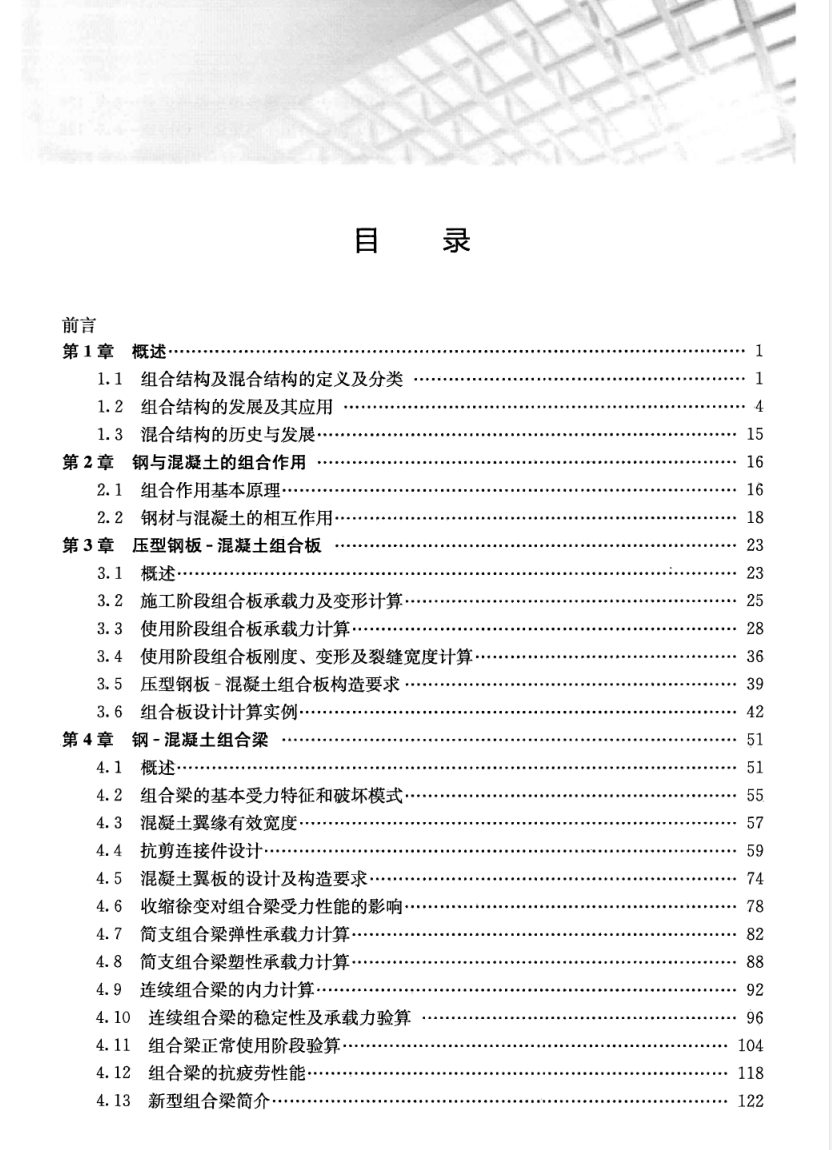 目 录
前言
第1章 概述…… 1
1.1 组合结构及混合结构的定义及分类…… 1
1.2 组合结构的发展及其应用…… 4
1.3 混合结构的历史与发展…… 15
第2章 钢与混凝土的组合作用…… 16
2.1 组合作用基本原理…… 16
2.2 钢材与混凝土的相互作用…… 18
第3章 压型钢板-混凝土组合板…… 23
3.1 概述…… 23
3.2 施工阶段组合板承载力及变形计算…… 25
3.3 使用阶段组合板承载力计算…… 28
3.4 使用阶段组合板刚度、变形及裂缝宽度计算…… 36
3.5 压型钢板-混凝土组合板构造要求…… 39
3.6 组合板设计计算实例…… 42
第4章 钢-混凝土组合梁…… 51
4.1 概述…… 51
4.2 组合梁的基本受力特征和破坏模式…… 55
4.3 混凝土翼缘有效宽度…… 57
4.4 抗剪连接件设计…… 59
4.5 混凝土翼板的设计及构造要求…… 74
4.6 收缩徐变对组合梁受力性能的影响…… 78
4.7 简支组合梁弹性承载力计算…… 82
4.8 简支组合梁塑性承载力计算…… 88
4.9 连续组合梁的内力计算…… 92
4.10 连续组合梁的稳定性及承载力验算…… 96
4.11 组合梁正常使用阶段验算…… 104
4.12 组合梁的抗疲劳性能…… 118
4.13 新型组合梁简介…… 122